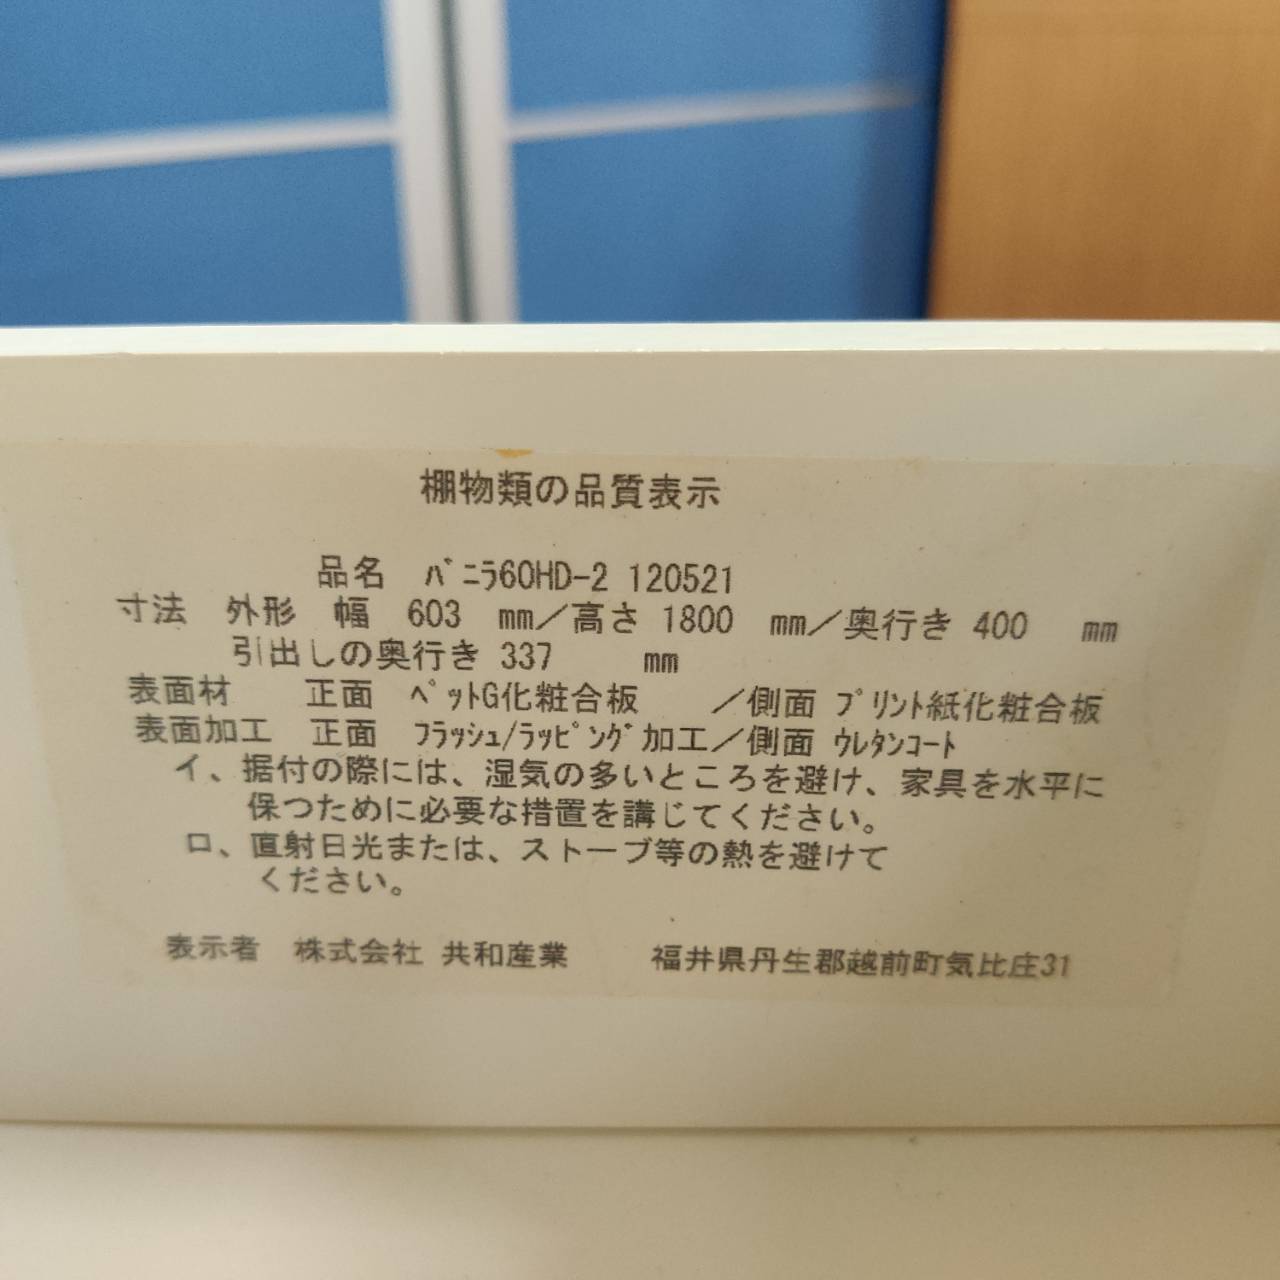 棚物類の品質表示
品名 ﾊﾞﾆﾗ60HD-2 120521
寸法 外形 幅 603 mm／高さ 1800 mm／奥行き 400 mm
引出しの奥行き 337 mm
表面材 正面 ﾍﾟｯﾄG化粧合板 ／側面 ﾌﾟﾘﾝﾄ紙化粧合板
表面加工 正面 ﾌﾗｯｼｭ/ﾗｯﾋﾟﾝｸﾞ加工／側面 ｳﾚﾀﾝｺｰﾄ
イ、据付の際には、湿気の多いところを避け、家具を水平に
保つために必要な措置を講じてください。
ロ、直射日光または、ストーブ等の熱を避けて
ください。
表示者 株式会社 共和産業 福井県丹生郡越前町気比庄31